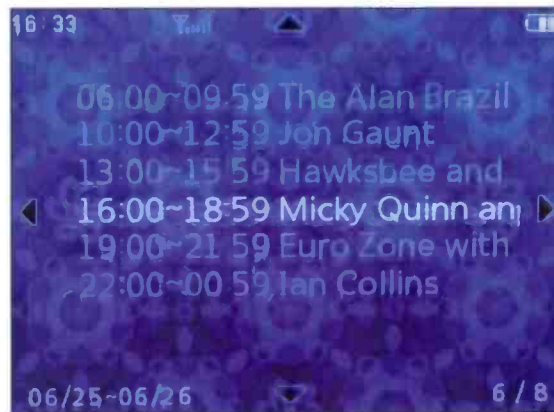 16:33
06:00~09:59 The Alan Brazil
10:00~12:59 Jon Gaunt
13:00~15:59 Hawksbee and
16:00~18:59 Micky Quinn an
19:00~21:59 Euro Zone with
22:00~00:59 Ian Collins
06/25~06/26 6 / 8